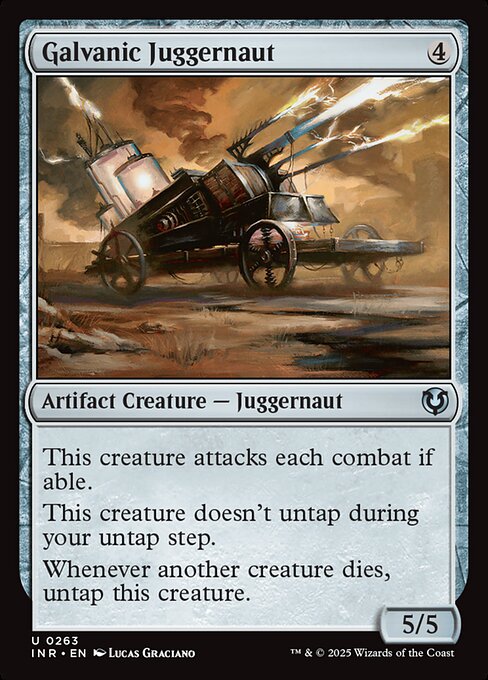 Galvanic Juggernaut 4
Artifact Creature — Juggernaut
This creature attacks each combat if
able.
This creature doesn't untap during
your untap step.
Whenever another creature dies,
untap this creature.
5/5
U 0263
INR • EN Lucas Graciano
™ & © 2025 Wizards of the Coast